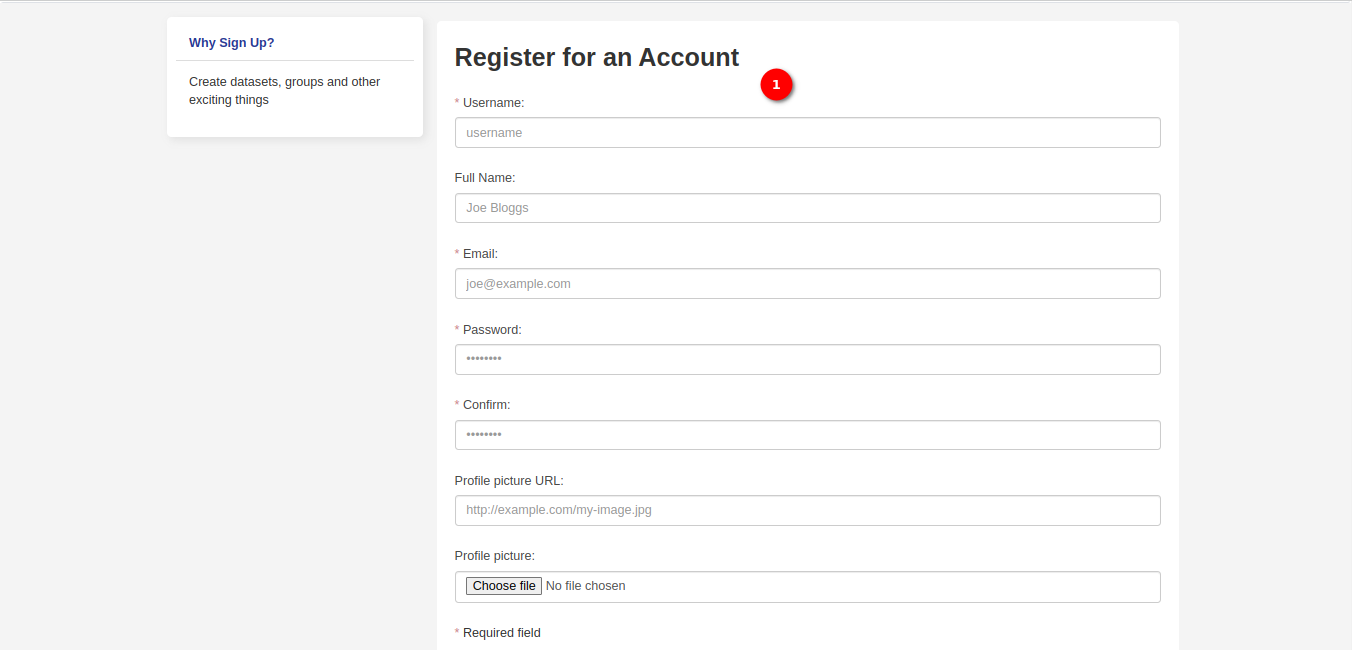 Why Sign Up?
Create datasets, groups and other
exciting things
Register for an Account
1
* Username:
username
Full Name:
Joe Bloggs
* Email:
joe@example.com
* Password:
••••••••
* Confirm:
••••••••
Profile picture URL:
http://example.com/my-image.jpg
Profile picture:
Choose file No file chosen
* Required field